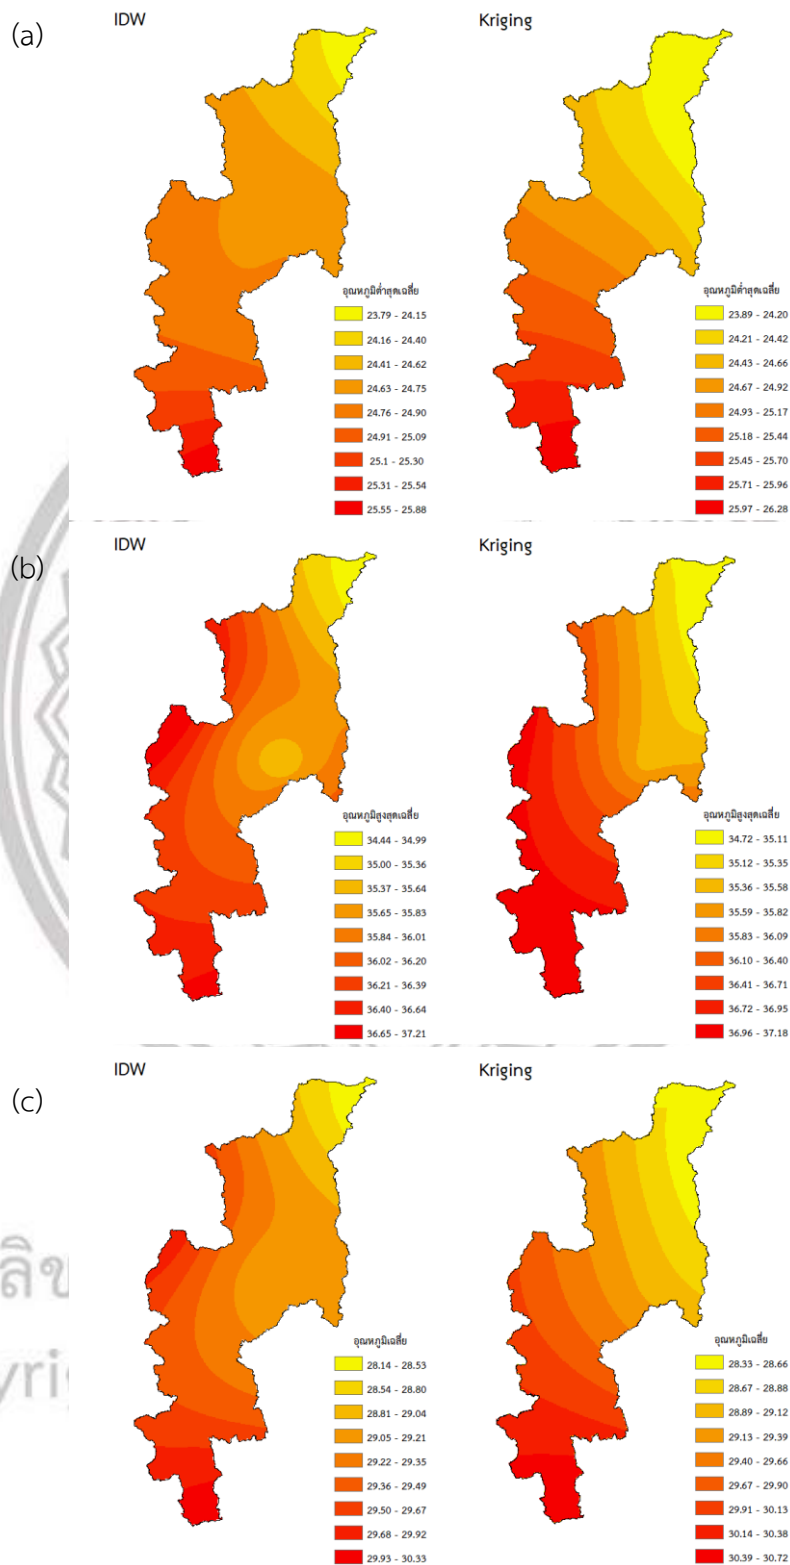 (a)
IDW
Kriging
อุณหภูมิต่ำสุดเฉลี่ย
23.79 - 24.15
24.16 - 24.40
24.41 - 24.62
24.63 - 24.75
24.76 - 24.90
24.91 - 25.09
25.1 - 25.30
25.31 - 25.54
25.55 - 25.88
อุณหภูมิต่ำสุดเฉลี่ย
23.89 - 24.20
24.21 - 24.42
24.43 - 24.66
24.67 - 24.92
24.93 - 25.17
25.18 - 25.44
25.45 - 25.70
25.71 - 25.96
25.97 - 26.28
(b)
IDW
Kriging
อุณหภูมิสูงสุดเฉลี่ย
34.44 - 34.99
35.00 - 35.36
35.37 - 35.64
35.65 - 35.83
35.84 - 36.01
36.02 - 36.20
36.21 - 36.39
36.40 - 36.64
36.65 - 37.21
อุณหภูมิสูงสุดเฉลี่ย
34.72 - 35.11
35.12 - 35.35
35.36 - 35.58
35.59 - 35.82
35.83 - 36.09
36.10 - 36.40
36.41 - 36.71
36.72 - 36.95
36.96 - 37.18
(c)
IDW
Kriging
อุณหภูมิเฉลี่ย
28.14 - 28.53
28.54 - 28.80
28.81 - 29.04
29.05 - 29.21
29.22 - 29.35
29.36 - 29.49
29.50 - 29.67
29.68 - 29.92
29.93 - 30.33
อุณหภูมิเฉลี่ย
28.33 - 28.66
28.67 - 28.88
28.89 - 29.12
29.13 - 29.39
29.40 - 29.66
29.67 - 29.90
29.91 - 30.13
30.14 - 30.38
30.39 - 30.72